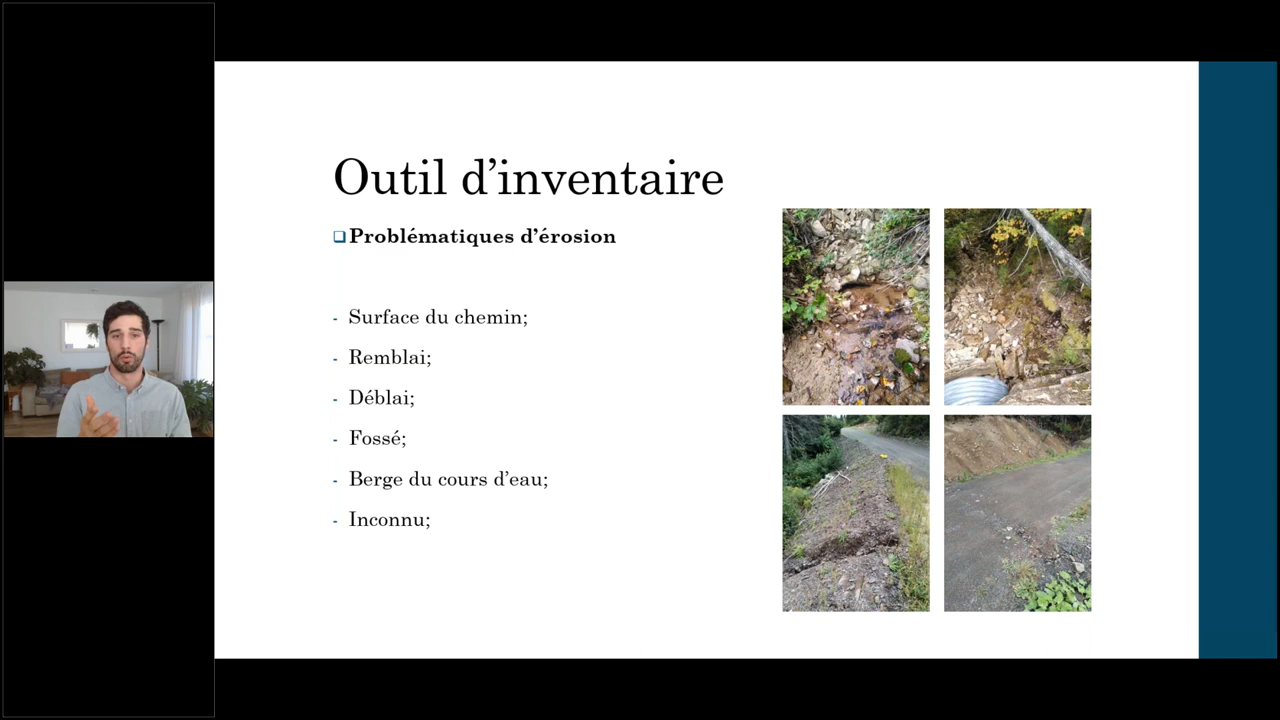 Outil d’inventaire
Problématiques d’érosion
- Surface du chemin;
- Remblai;
- Déblai;
- Fossé;
- Berge du cours d’eau;
- Inconnu;